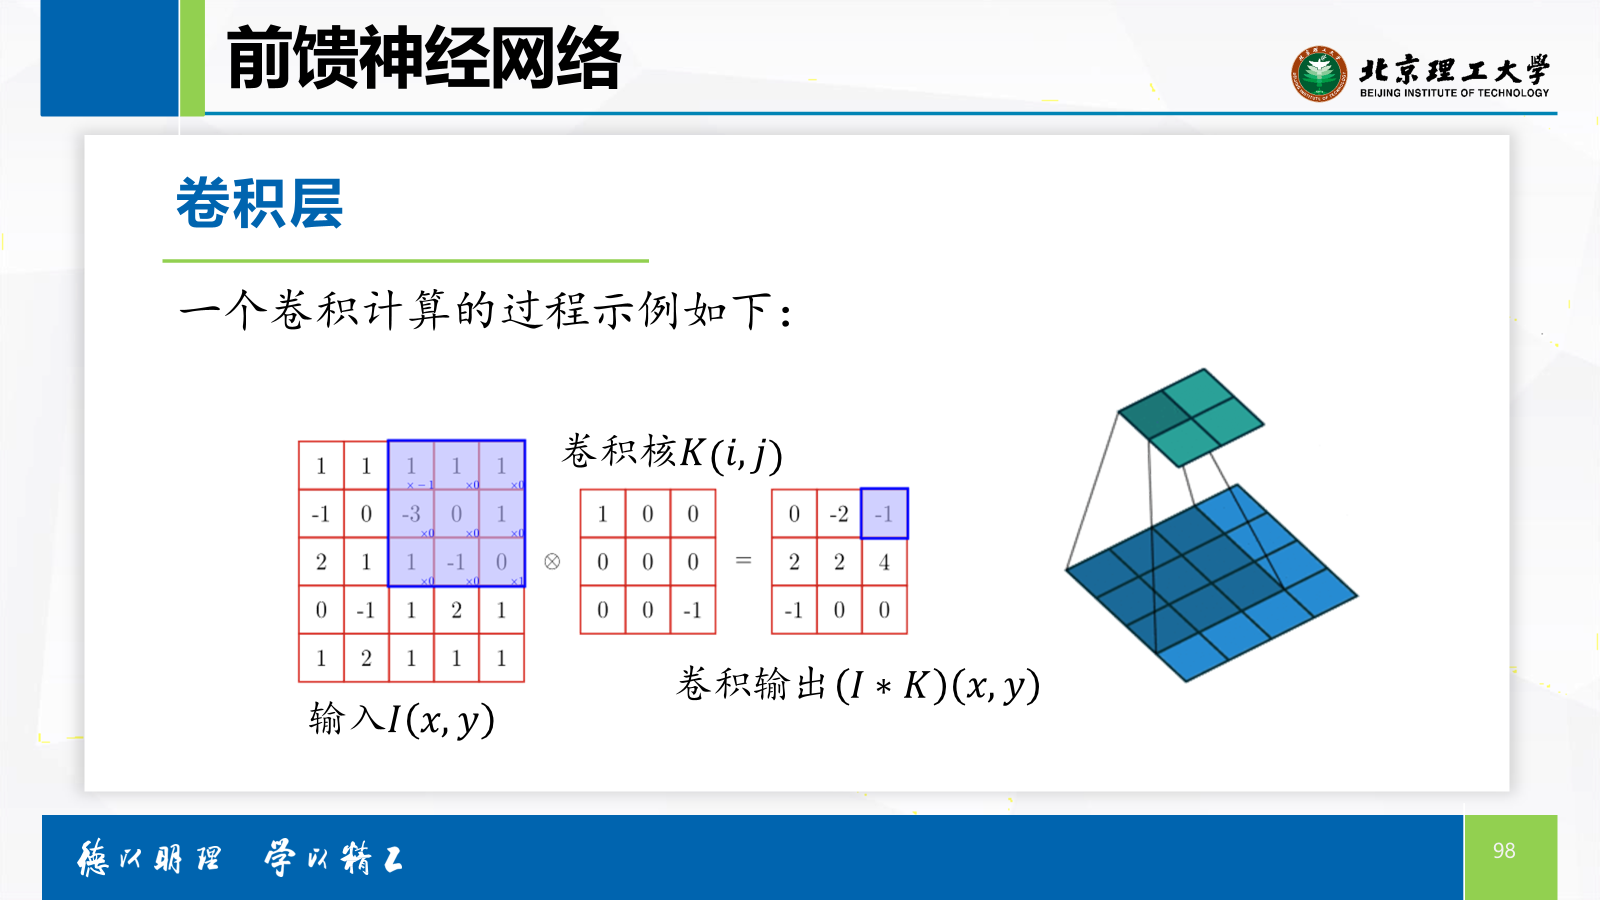 前馈神经网络
北京理工大学
BEIJING INSTITUTE OF TECHNOLOGY
卷积层
一个卷积计算的过程示例如下：
卷积核K(i, j)
1 1 1 1 1
×-1 ×0 ×0
-1 0 -3 0 1
×0 ×0 ×0
2 1 1 -1 0
×0 ×0 ×1
0 -1 1 2 1
1 2 1 1 1
⊗
1 0 0
0 0 0
0 0 -1
=
0 -2 -1
2 2 4
-1 0 0
输入I(x, y)
卷积输出(I ∗ K)(x, y)
德以明理 学以精工
98